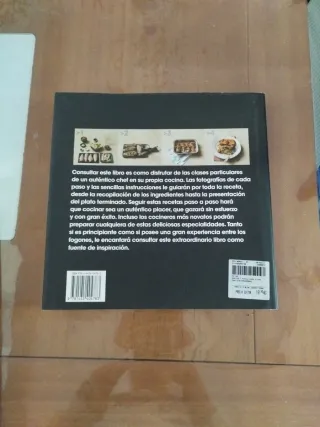 Consultar este libro es como disfrutar de las clases particulares
de un auténtico chef en su propia cocina. Las fotografías de cada
paso y las sencillas instrucciones le guiarán por toda la receta,
desde la recopilación de los ingredientes hasta la presentación
del plato terminado. Seguir estas recetas paso a paso hará
que cocinar sea un auténtico placer, que gozará sin esfuerzo
y con gran éxito. Incluso los cocineros más novatos podrán
preparar cualquiera de estas deliciosas especialidades. Tanto
si es principiante como si posee una gran experiencia entre los
fogones, le encantará consultar este extraordinario libro como
fuente de inspiración.